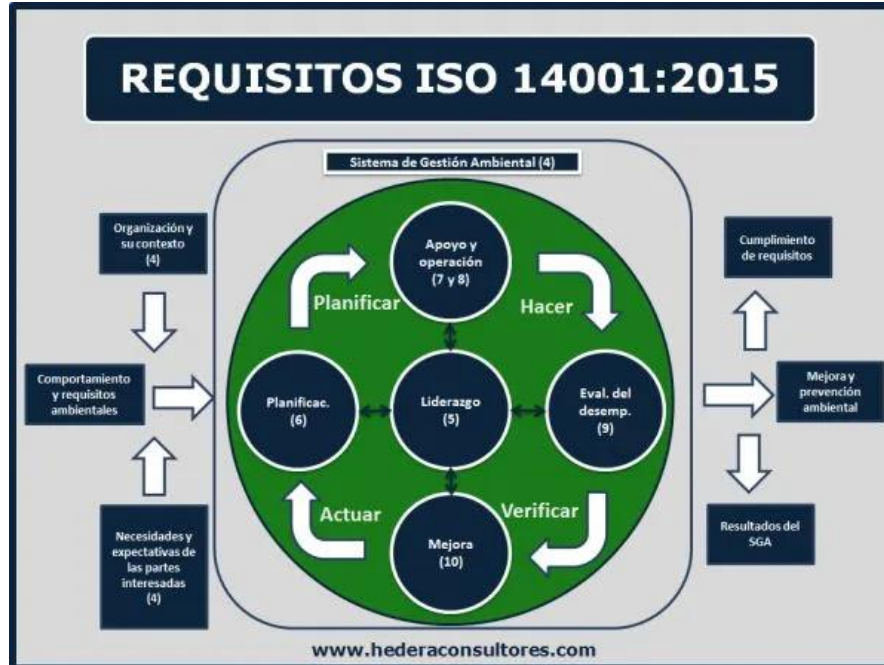 REQUISITOS ISO 14001:2015
Sistema de Gestión Ambiental (4)
Organización y
su contexto
(4)
Comportamiento
y requisitos
ambientales
Necesidades y
expectativas de
las partes
interesadas
(4)
Apoyo y
operación
(7 y 8)
Planificar
Hacer
Planificac.
(6)
Liderazgo
(5)
Eval. del
desemp.
(9)
Actuar
Verificar
Mejora
(10)
Cumplimiento
de requisitos
Mejora y
prevención
ambiental
Resultados del
SGA
www.hederaconsultores.com